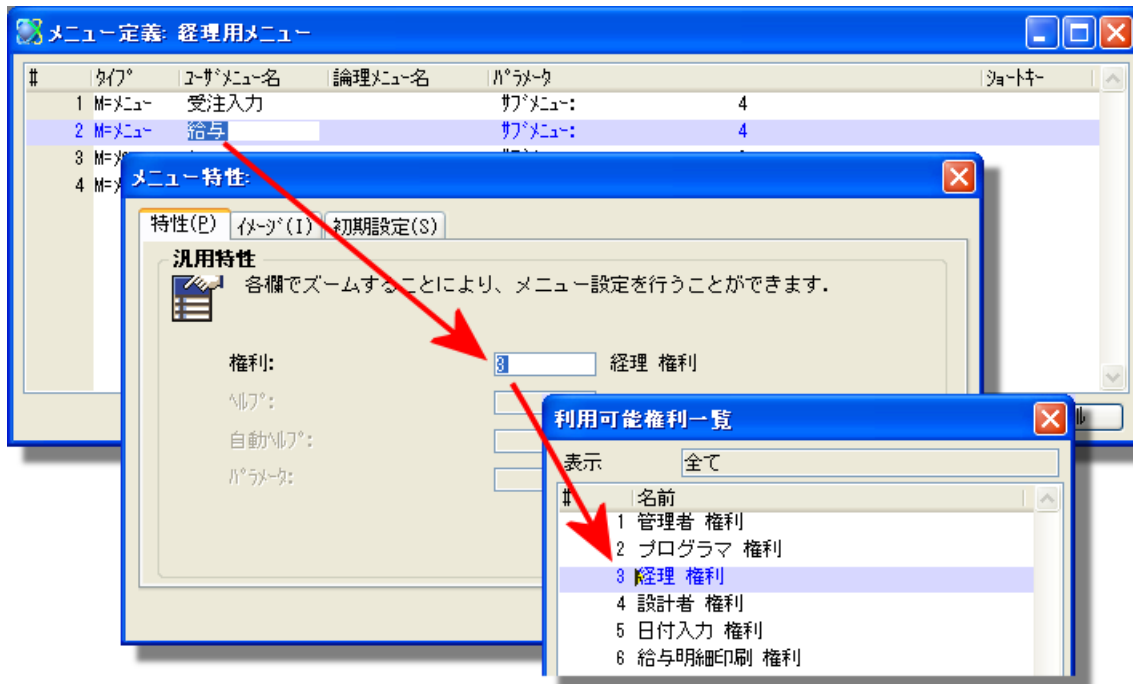 メニュー定義: 経理用メニュー
# ﾀｲﾌﾟ ﾕｰｻﾞﾒﾆｭｰ名 論理ﾒﾆｭｰ名 ﾊﾟﾗﾒｰﾀ ｼｮｰﾄｷｰ
1 M=ﾒﾆｭｰ 受注入力 ｻﾌﾞﾒﾆｭｰ: 4
2 M=ﾒﾆｭｰ 給与 ｻﾌﾞﾒﾆｭｰ: 4
3 M=
4 M=
メニュー特性:
特性(P) ｲﾒｰｼﾞ(I) 初期設定(S)
汎用特性
各欄でズームすることにより、メニュー設定を行うことができます.
権利: 3 経理 権利
ﾍﾙﾌﾟ:
自動ﾍﾙﾌﾟ:
ﾊﾟﾗﾒｰﾀ:
利用可能権利一覧
表示 全て
# 名前
1 管理者 権利
2 プログラマ 権利
3 経理 権利
4 設計者 権利
5 日付入力 権利
6 給与明細印刷 権利